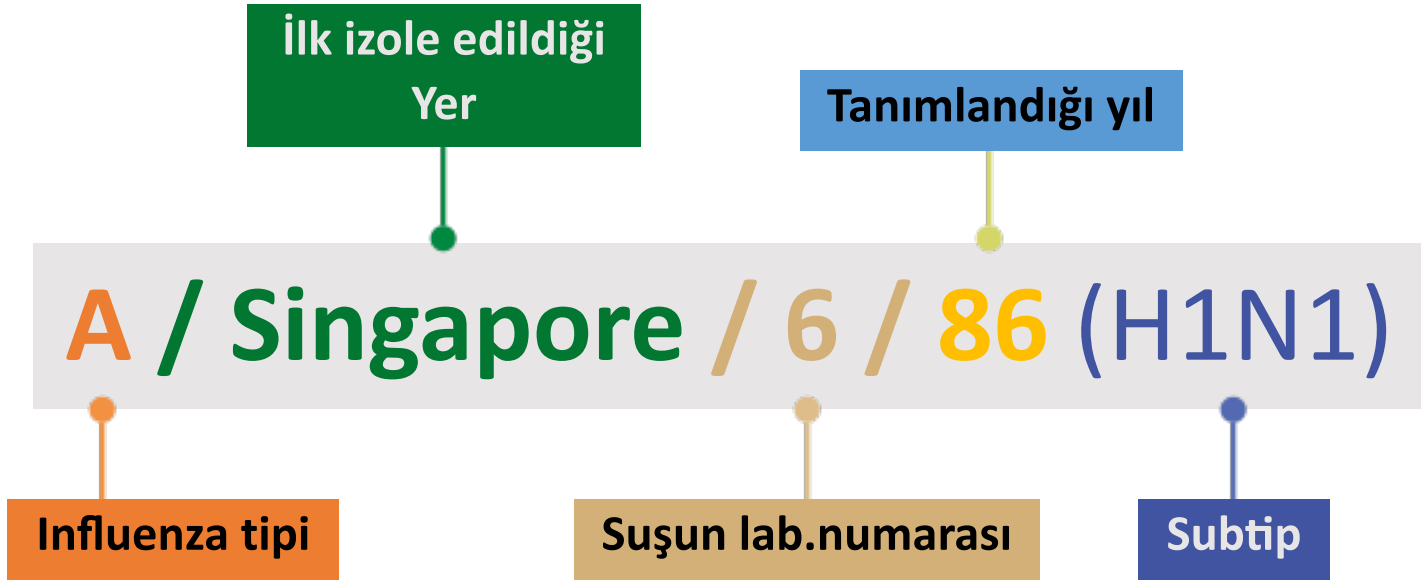 İlk izole edildiği
Yer
Tanımlandığı yıl
A / Singapore / 6 / 86 (H1N1)
Influenza tipi
Suşun lab.numarası
Subtip